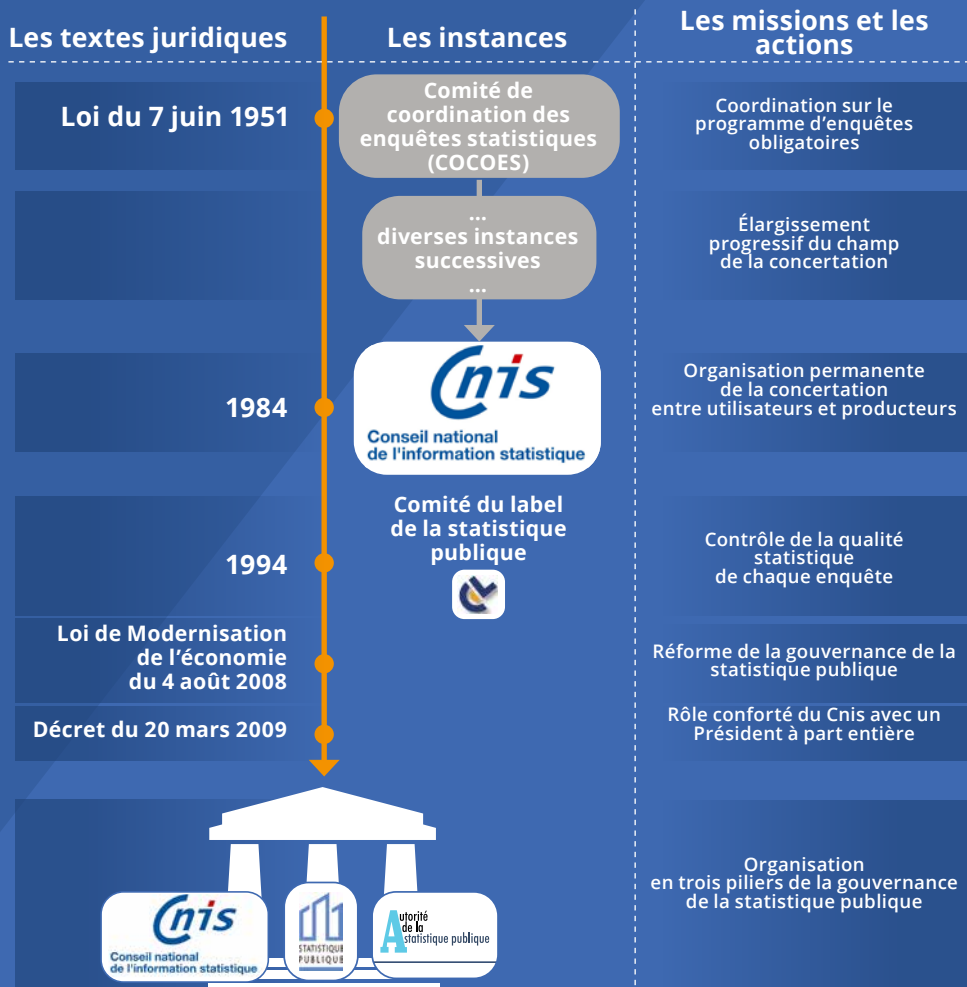 Les textes juridiques
Les instances
Les missions et les
actions
Loi du 7 juin 1951
Comité de
coordination des
enquêtes statistiques
(COCOES)
Coordination sur le
programme d'enquêtes
obligatoires
...
diverses instances
successives
...
Élargissement
progressif du champ
de la concertation
1984
Cnis
Conseil national
de l'information statistique
Organisation permanente
de la concertation
entre utilisateurs et producteurs
1994
Comité du label
de la statistique
publique
Contrôle de la qualité
statistique
de chaque enquête
Loi de Modernisation
de l'économie
du 4 août 2008
Réforme de la gouvernance de la
statistique publique
Décret du 20 mars 2009
Rôle conforté du Cnis avec un
Président à part entière
Cnis
Conseil national
de l'information statistique
STATISTIQUE
PUBLIQUE
Autorité
de la
statistique publique
Organisation
en trois piliers de la gouvernance
de la statistique publique